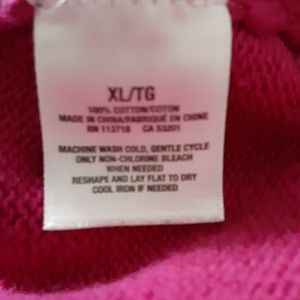 XL/TG
100% COTTON/COTON
MADE IN CHINA/FABRIQUÉ EN CHINE
RN 113718 CA 53201
MACHINE WASH COLD, GENTLE CYCLE
ONLY NON-CHLORINE BLEACH
WHEN NEEDED
RESHAPE AND LAY FLAT TO DRY
COOL IRON IF NEEDED